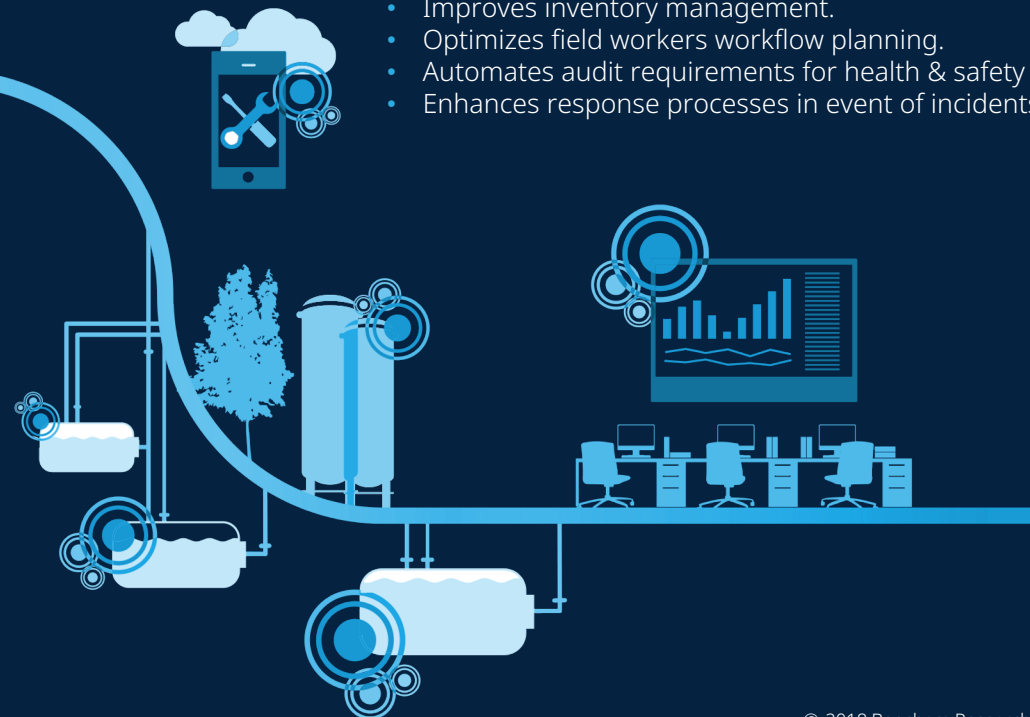 Improves inventory management.
• Optimizes field workers workflow planning.
• Automates audit requirements for health & safety
• Enhances response processes in event of incidents
© 2018